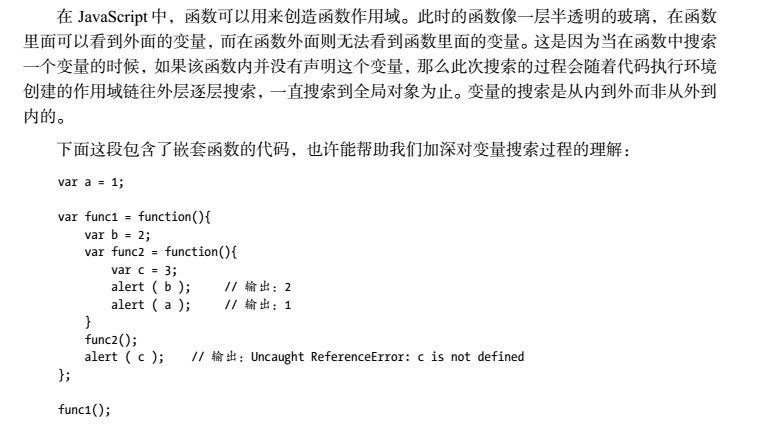 在 JavaScript 中，函数可以用来创造函数作用域。此时的函数像一层半透明的玻璃，在函数
里面可以看到外面的变量，而在函数外面则无法看到函数里面的变量。这是因为当在函数中搜索
一个变量的时候，如果该函数内并没有声明这个变量，那么此次搜索的过程会随着代码执行环境
创建的作用域链往外层逐层搜索，一直搜索到全局对象为止。变量的搜索是从内到外而非从外到
内的。
下面这段包含了嵌套函数的代码，也许能帮助我们加深对变量搜索过程的理解：
var a = 1;
var func1 = function(){
var b = 2;
var func2 = function(){
var c = 3;
alert ( b ); // 输出：2
alert ( a ); // 输出：1
}
func2();
alert ( c ); // 输出：Uncaught ReferenceError: c is not defined
};
func1();